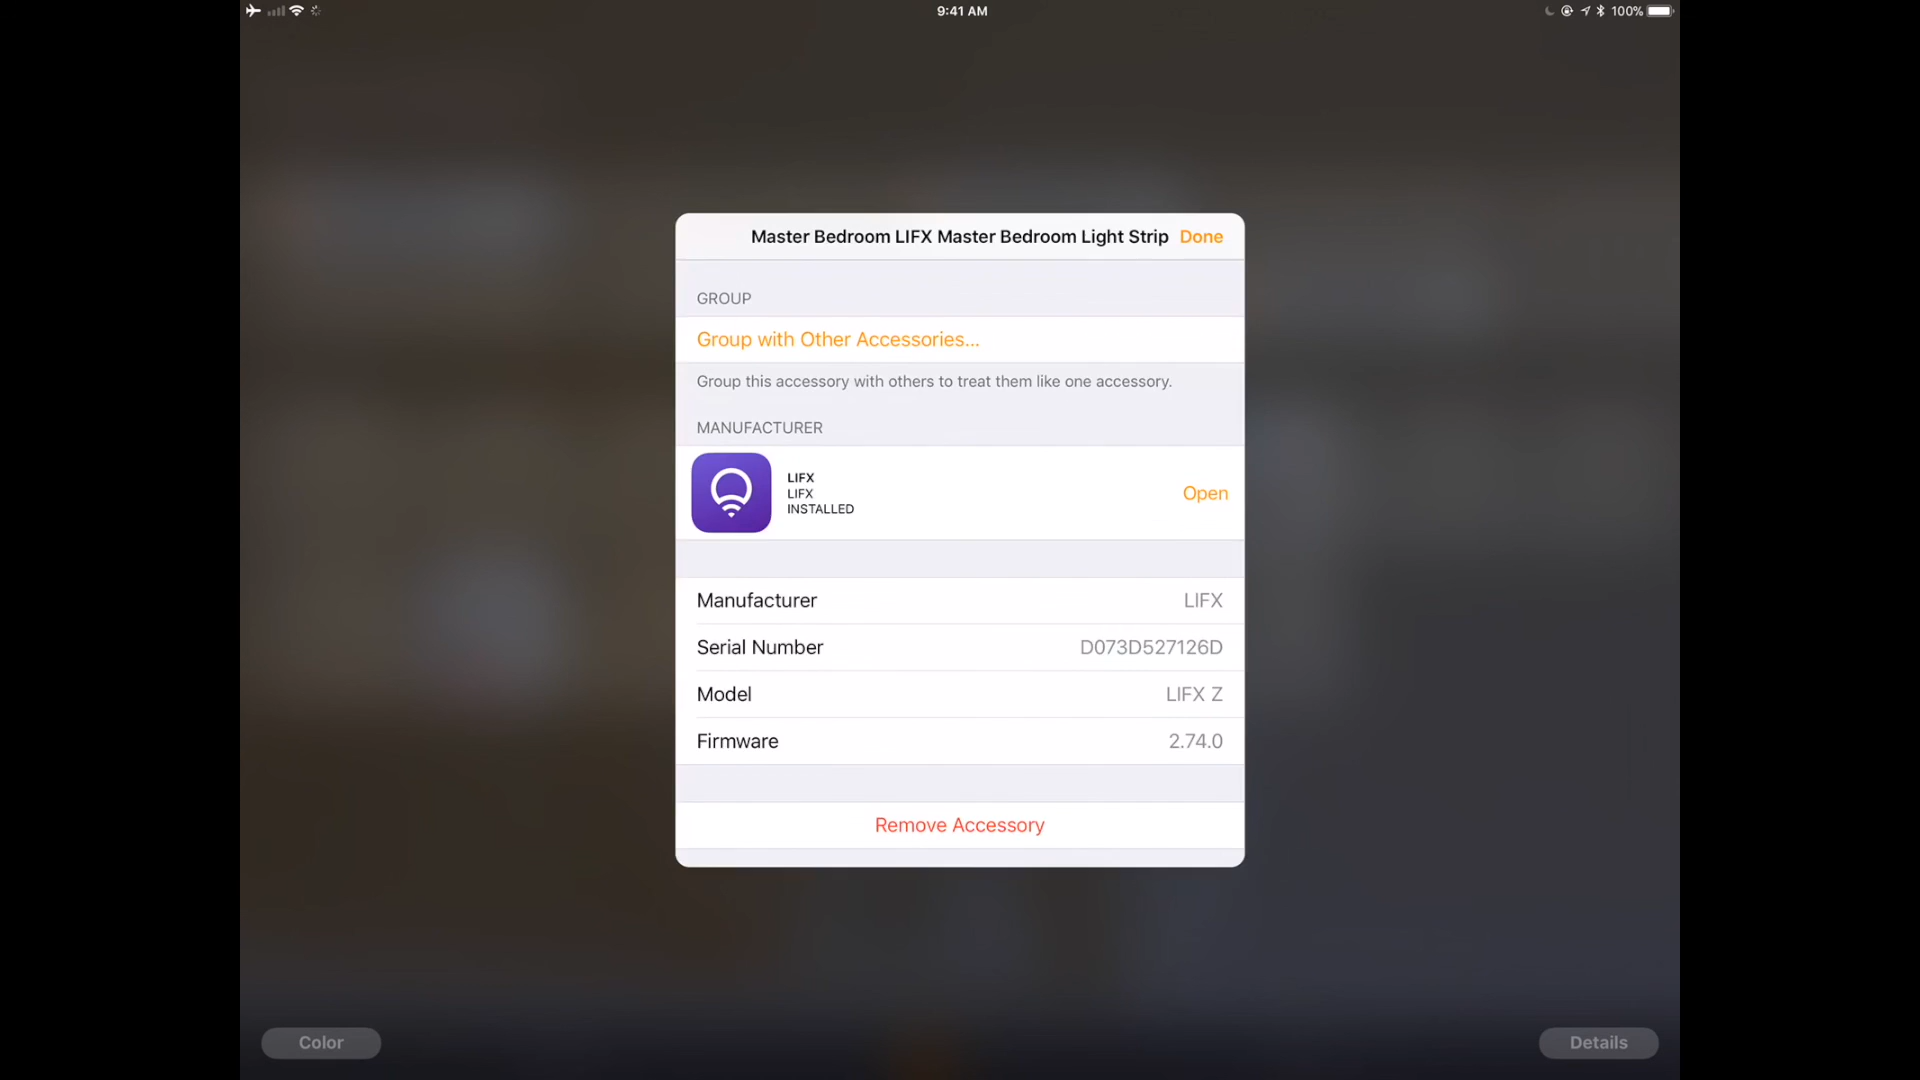 9:41 AM
100%
Master Bedroom LIFX Master Bedroom Light Strip Done
GROUP
Group with Other Accessories...
Group this accessory with others to treat them like one accessory.
MANUFACTURER
LIFX
LIFX
INSTALLED
Open
Manufacturer LIFX
Serial Number D073D527126D
Model LIFX Z
Firmware 2.74.0
Remove Accessory
Color
Details